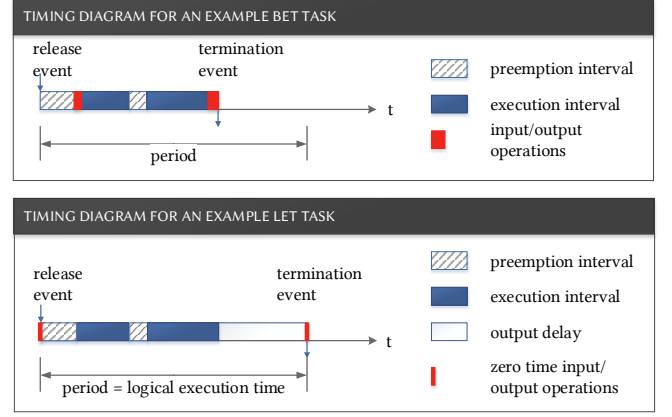 TIMING DIAGRAM FOR AN EXAMPLE BET TASK
release
event
termination
event
t
period
preemption interval
execution interval
input/output
operations
TIMING DIAGRAM FOR AN EXAMPLE LET TASK
release
event
termination
event
t
period = logical execution time
preemption interval
execution interval
output delay
zero time input/
output operations